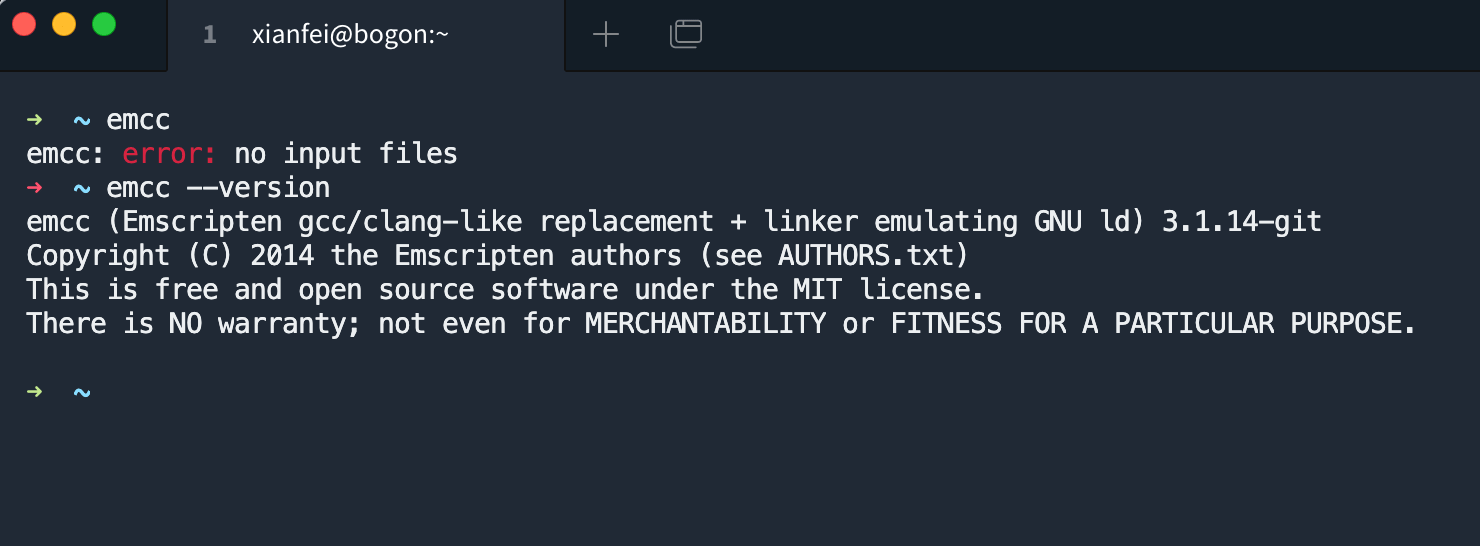 1 xianfei@bogon:~
➜ ~ emcc
emcc: error: no input files
➜ ~ emcc --version
emcc (Emscripten gcc/clang-like replacement + linker emulating GNU ld) 3.1.14-git
Copyright (C) 2014 the Emscripten authors (see AUTHORS.txt)
This is free and open source software under the MIT license.
There is NO warranty; not even for MERCHANTABILITY or FITNESS FOR A PARTICULAR PURPOSE.
➜ ~